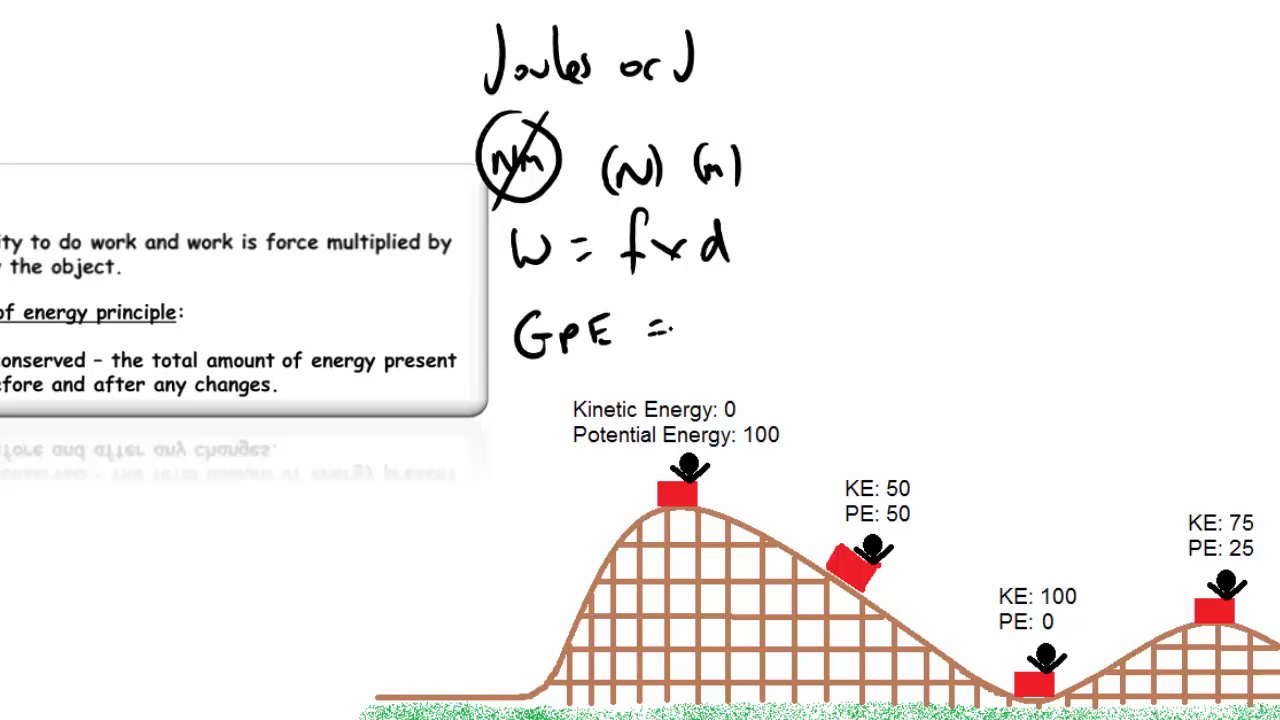 Joules or J
Nm (N) (m)
W = f x d
GPE =
ity to do work and work is force multiplied by
y the object.
of energy principle:
onserved – the total amount of energy present
efore and after any changes.
Kinetic Energy: 0
Potential Energy: 100
KE: 50
PE: 50
KE: 75
PE: 25
KE: 100
PE: 0